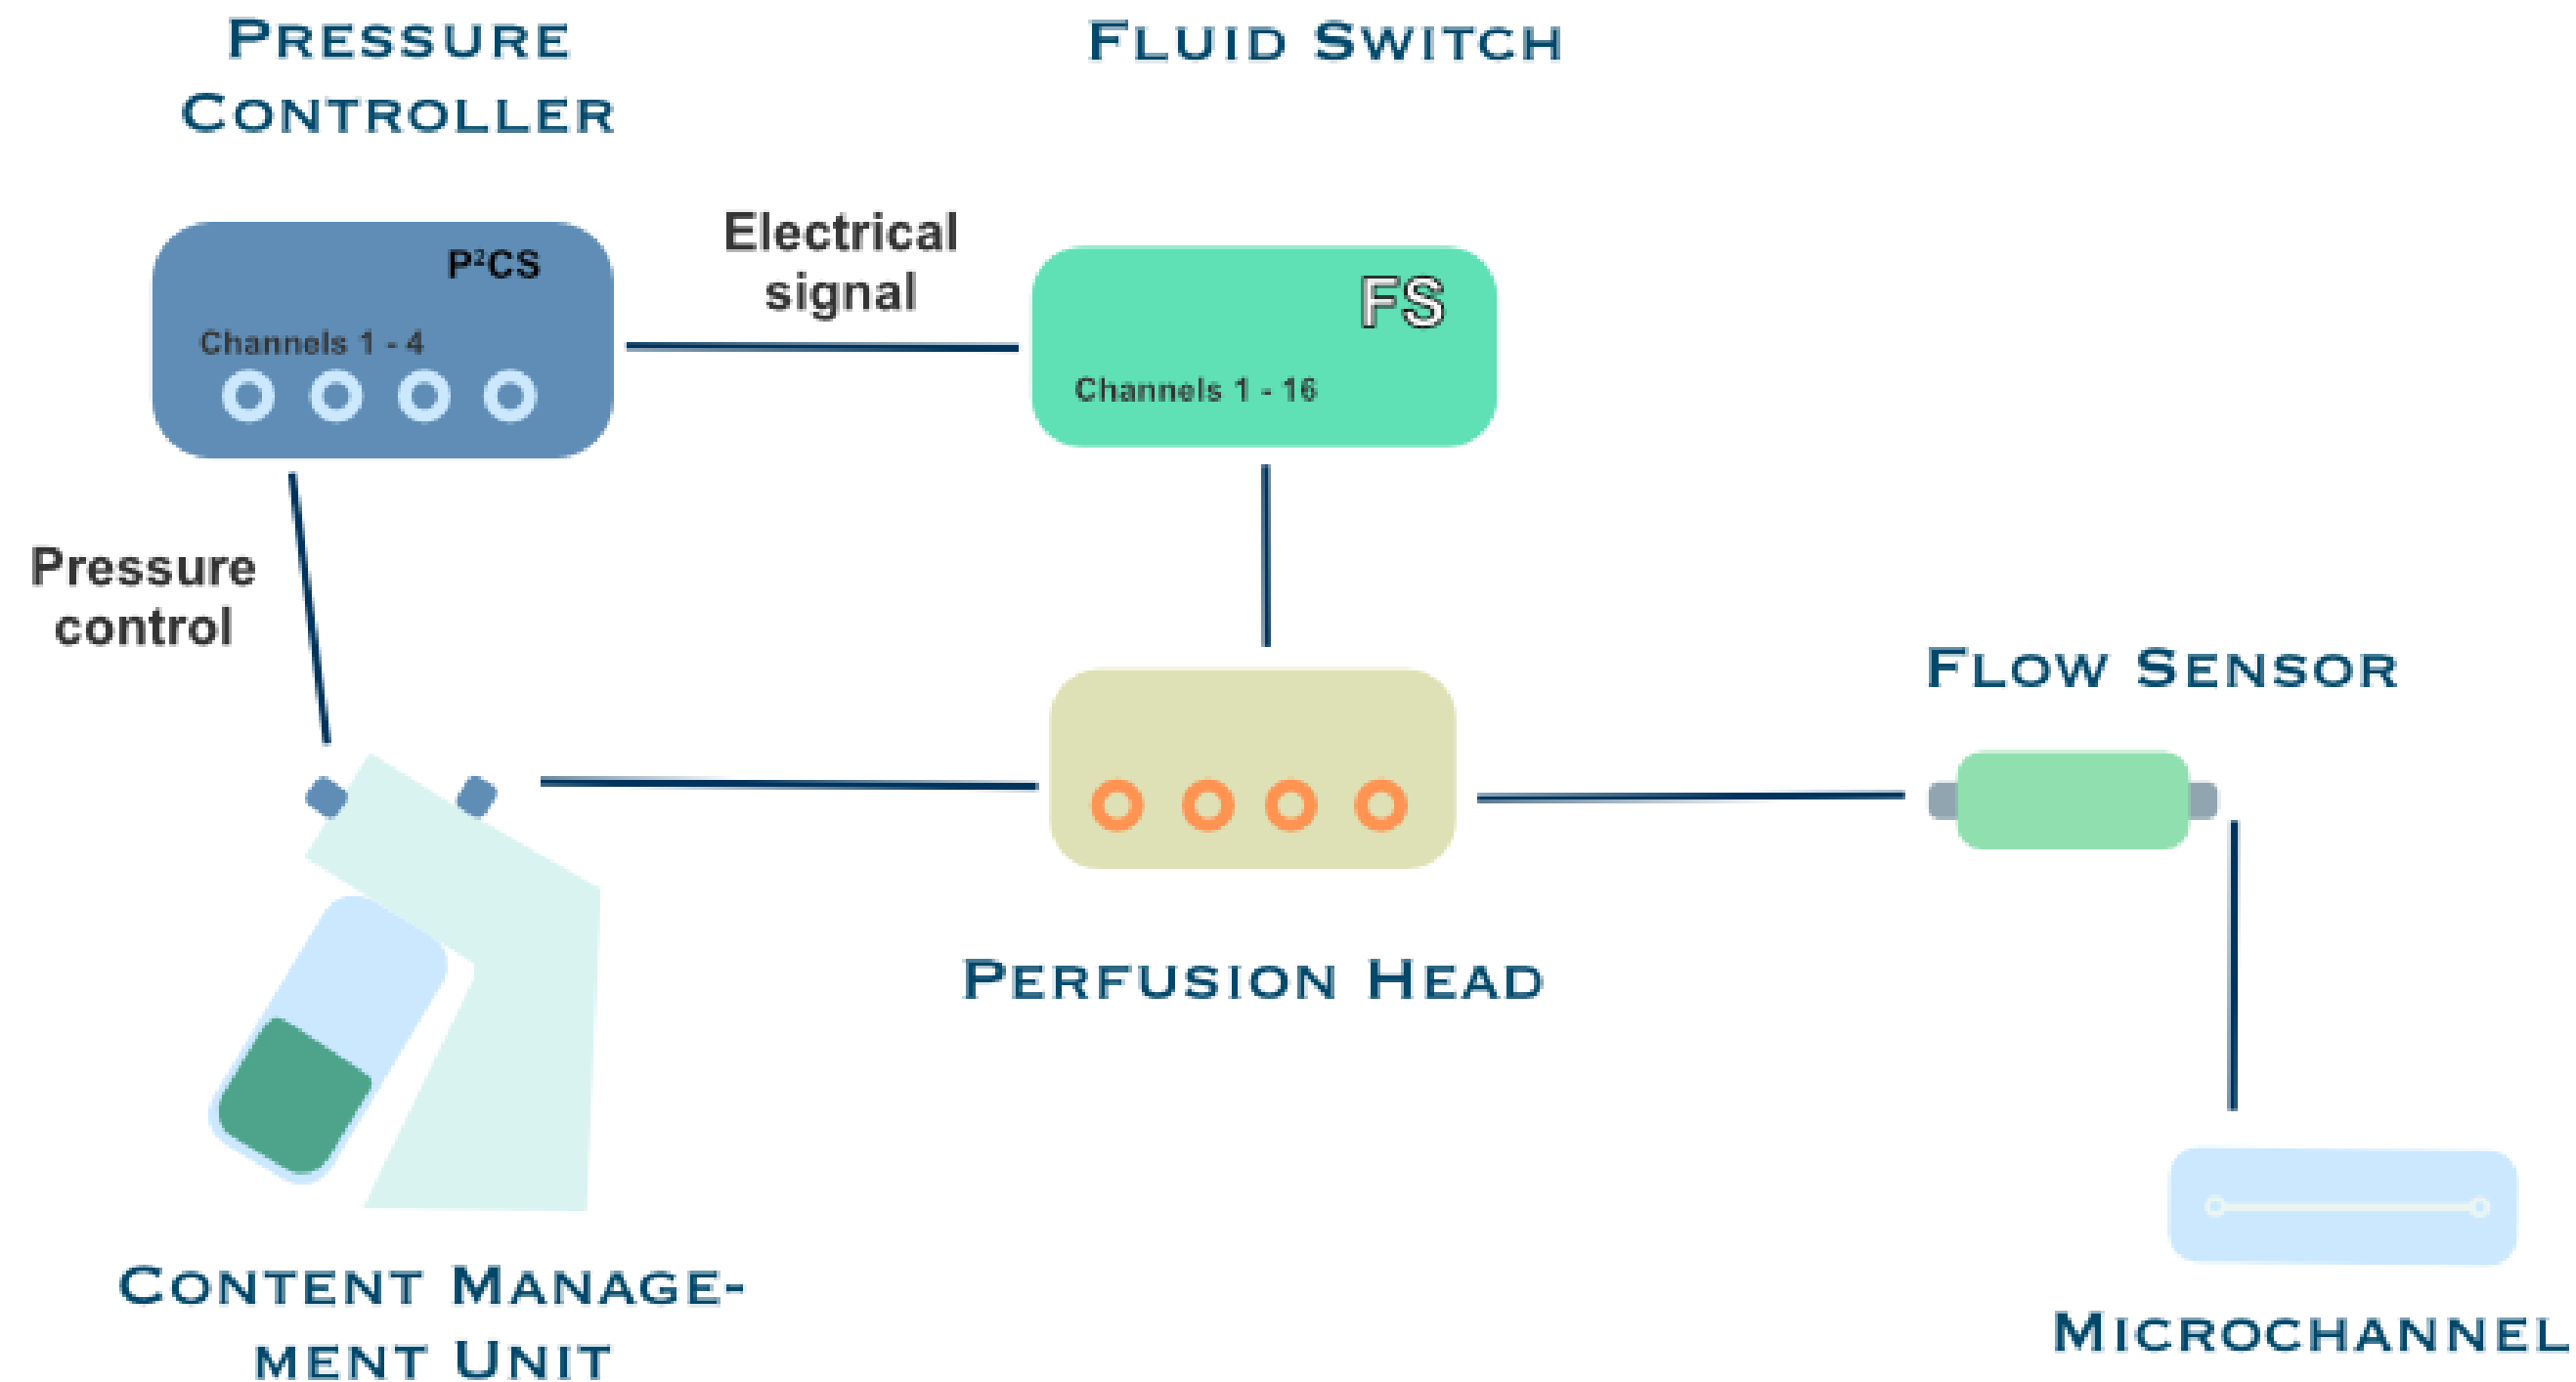 PRESSURE
CONTROLLER
FLUID SWITCH
P²CS
Channels 1 - 4
Electrical
signal
FS
Channels 1 - 16
Pressure
control
FLOW SENSOR
PERFUSION HEAD
CONTENT MANAGE-
MENT UNIT
MICROCHANNEL